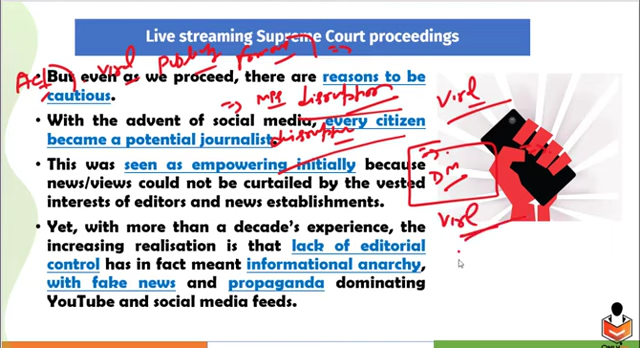 Live streaming Supreme Court proceedings
Viral Publicity
• But even as we proceed, there are reasons to be
cautious.
⇒ disruption
Viral
• With the advent of social media, every citizen
became a potential journalist.
disruption
• This was seen as empowering initially because
DM
news/views could not be curtailed by the vested
interests of editors and news establishments.
Viral
• Yet, with more than a decade's experience, the
increasing realisation is that lack of editorial
control has in fact meant informational anarchy,
with fake news and propaganda dominating
YouTube and social media feeds.